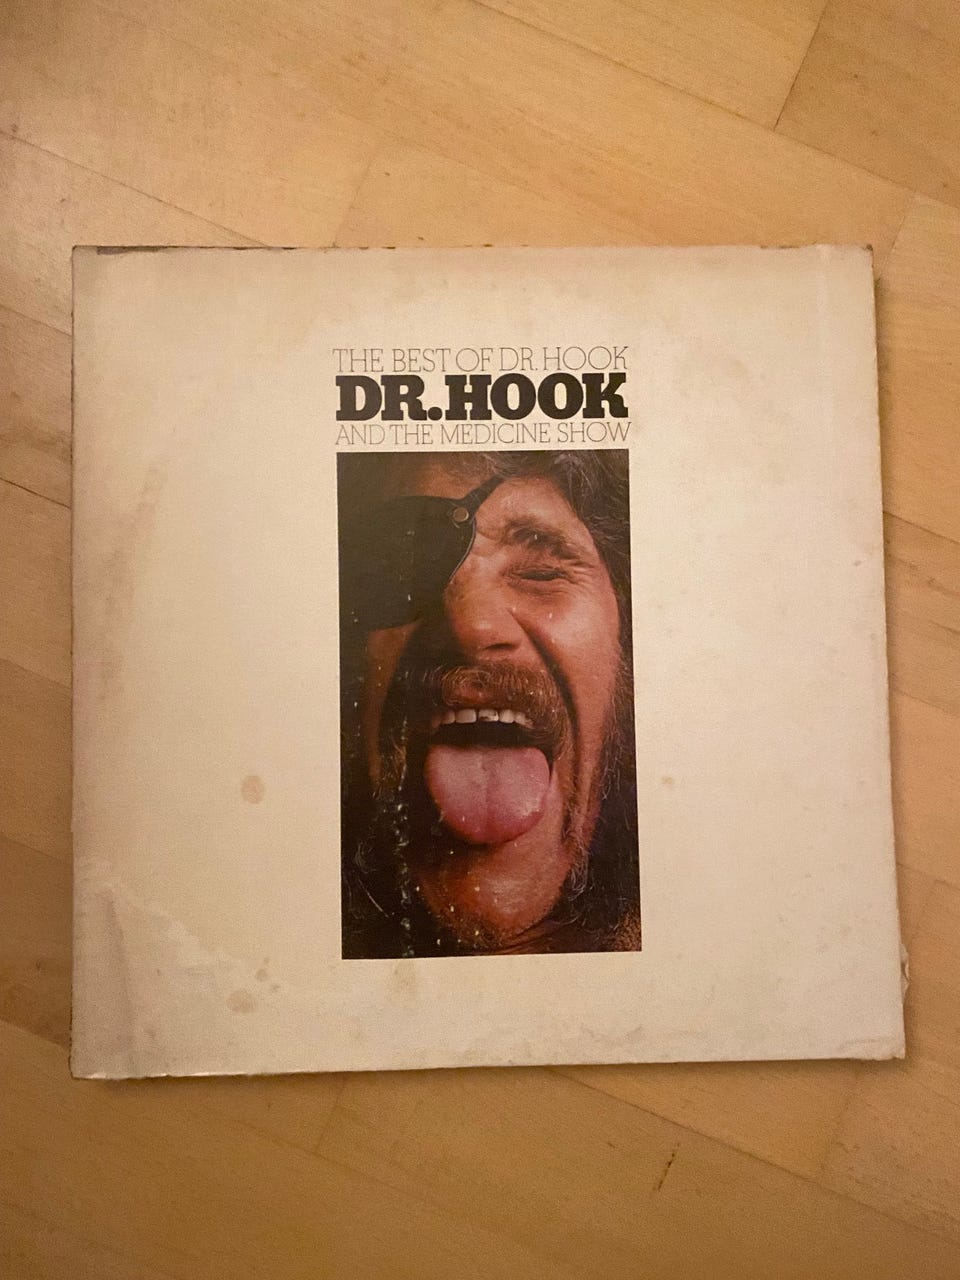 THE BEST OF DR. HOOK
DR. HOOK
AND THE MEDICINE SHOW